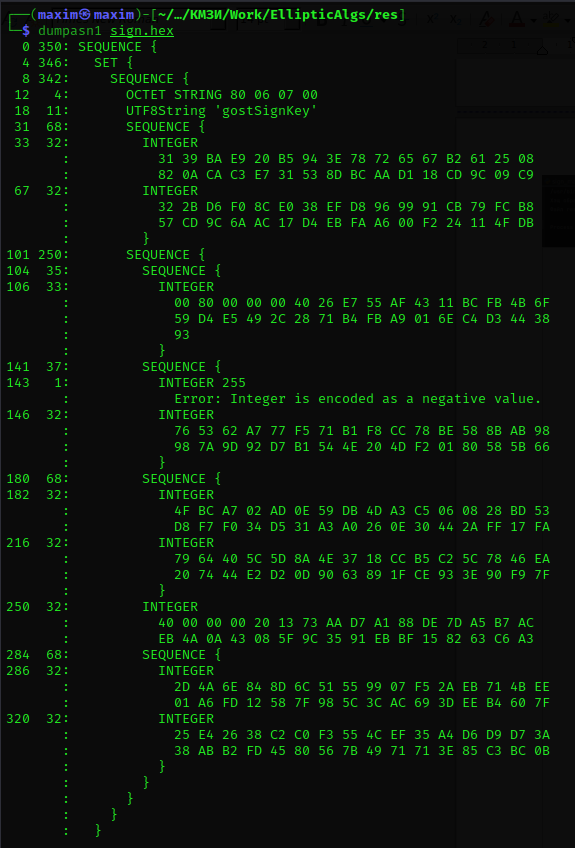 ┌──(maxim㉿maxim)-[~/…/КМЗИ/Work/EllipticAlgs/res]
└─$ dumpasn1 sign.hex
0 350: SEQUENCE {
4 346: SET {
8 342: SEQUENCE {
12 4: OCTET STRING 80 06 07 00
18 11: UTF8String 'gostSignKey'
31 68: SEQUENCE {
33 32: INTEGER
: 31 39 BA E9 20 B5 94 3E 78 72 65 67 B2 61 25 08
: 82 0A CA C3 E7 31 53 8D BC AA D1 18 CD 9C 09 C9
67 32: INTEGER
: 32 2B D6 F0 8C E0 38 EF D8 96 99 91 CB 79 FC B8
: 57 CD 9C 6A AC 17 D4 EB FA A6 00 F2 24 11 4F DB
: }
101 250: SEQUENCE {
104 35: SEQUENCE {
106 33: INTEGER
: 00 80 00 00 00 40 26 E7 55 AF 43 11 BC FB 4B 6F
: 59 D4 E5 49 2C 28 71 B4 FB A9 01 6E C4 D3 44 38
: 93
: }
141 37: SEQUENCE {
143 1: INTEGER 255
: Error: Integer is encoded as a negative value.
146 32: INTEGER
: 76 53 62 A7 77 F5 71 B1 F8 CC 78 BE 58 8B AB 98
: 98 7A 9D 92 D7 B1 54 4E 20 4D F2 01 80 58 5B 66
: }
180 68: SEQUENCE {
182 32: INTEGER
: 4F BC A7 02 AD 0E 59 DB 4D A3 C5 06 08 28 BD 53
: D8 F7 F0 34 D5 31 A3 A0 26 0E 30 44 2A FF 17 FA
216 32: INTEGER
: 79 64 40 5C 5D 8A 4E 37 18 CC B5 C2 5C 78 46 EA
: 20 74 44 E2 D2 0D 90 63 89 1F CE 93 3E 90 F9 7F
: }
250 32: INTEGER
: 40 00 00 00 20 13 73 AA D7 A1 88 DE 7D A5 B7 AC
: EB 4A 0A 43 08 5F 9C 35 91 EB BF 15 82 63 C6 A3
284 68: SEQUENCE {
286 32: INTEGER
: 2D 4A 6E 84 8D 6C 51 55 99 07 F5 2A EB 71 4B EE
: 01 A6 FD 12 58 7F 98 5C 3C AC 69 3D EE B4 60 7F
320 32: INTEGER
: 25 E4 26 38 C2 C0 F3 55 4C EF 35 A4 D6 D9 D7 3A
: 38 AB B2 FD 45 80 56 7B 49 71 71 3E 85 C3 BC 0B
: }
: }
: }
: }
: }